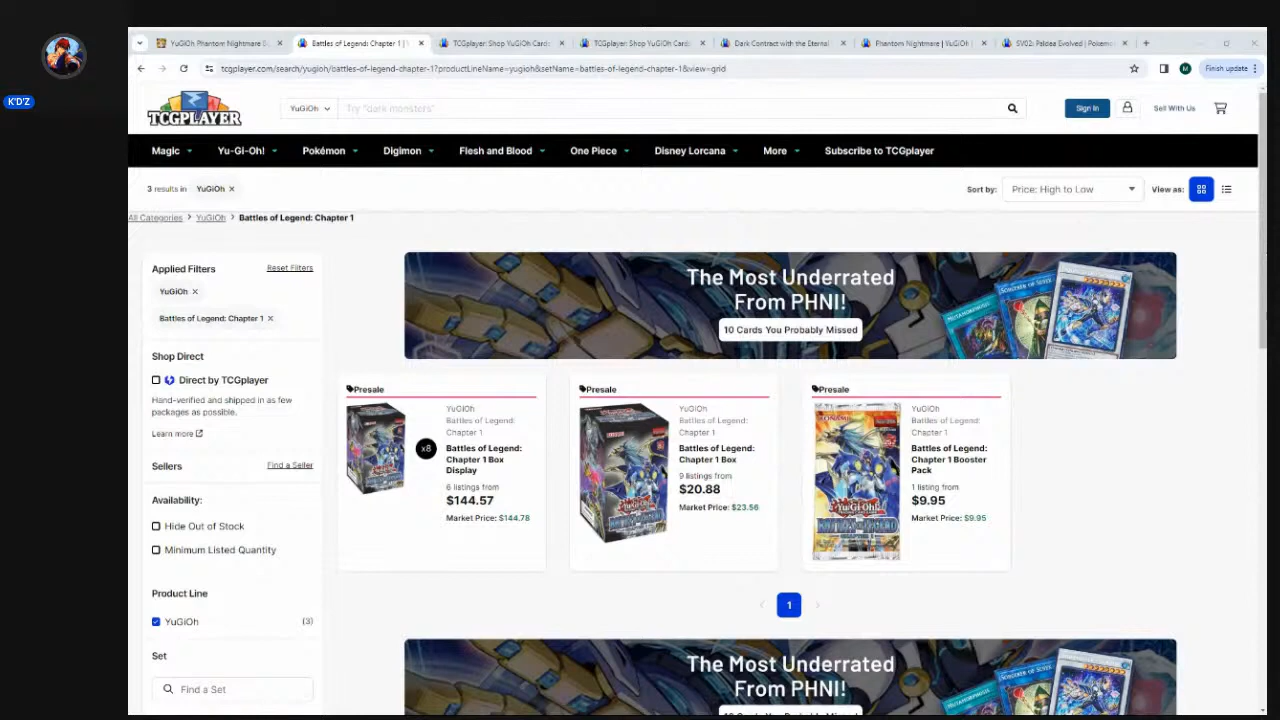 K'D'Z
YuGiOh Phantom Nightmare S
Battles of Legend: Chapter 1 | Y
TCGplayer: Shop YuGiOh Cards
TCGplayer: Shop YuGiOh Cards
Dark Contract with the Eternal
Phantom Nightmare | YuGiOh |
SV02: Paldea Evolved | Pokemo
tcgplayer.com/search/yugioh/battles-of-legend-chapter-1?productLineName=yugioh&setName=battles-of-legend-chapter-1&view=grid
M
Finish update
TCGPLAYER
YuGiOh
Try "dark monsters"
Sign In
Sell With Us
Magic
Yu-Gi-Oh!
Pokémon
Digimon
Flesh and Blood
One Piece
Disney Lorcana
More
Subscribe to TCGplayer
3 results in
YuGiOh
Sort by:
Price: High to Low
View as:
All Categories > YuGiOh > Battles of Legend: Chapter 1
Applied Filters
Reset Filters
YuGiOh
Battles of Legend: Chapter 1
Shop Direct
Direct by TCGplayer
Hand-verified and shipped in as few
packages as possible.
Learn more
Sellers
Find a Seller
Availability:
Hide Out of Stock
Minimum Listed Quantity
Product Line
YuGiOh
(3)
Set
Find a Set
The Most Underrated
From PHNI!
10 Cards You Probably Missed
Presale
x8
YuGiOh
Battles of Legend:
Chapter 1
Battles of Legend:
Chapter 1 Box
Display
6 listings from
$144.57
Market Price: $144.78
Presale
YuGiOh
Battles of Legend:
Chapter 1
Battles of Legend:
Chapter 1 Box
9 listings from
$20.88
Market Price: $23.56
Presale
YuGiOh
Battles of Legend:
Chapter 1
Battles of Legend:
Chapter 1 Booster
Pack
1 listing from
$9.95
Market Price: $9.95
1
The Most Underrated
From PHNI!
10 Cards You Probably Missed